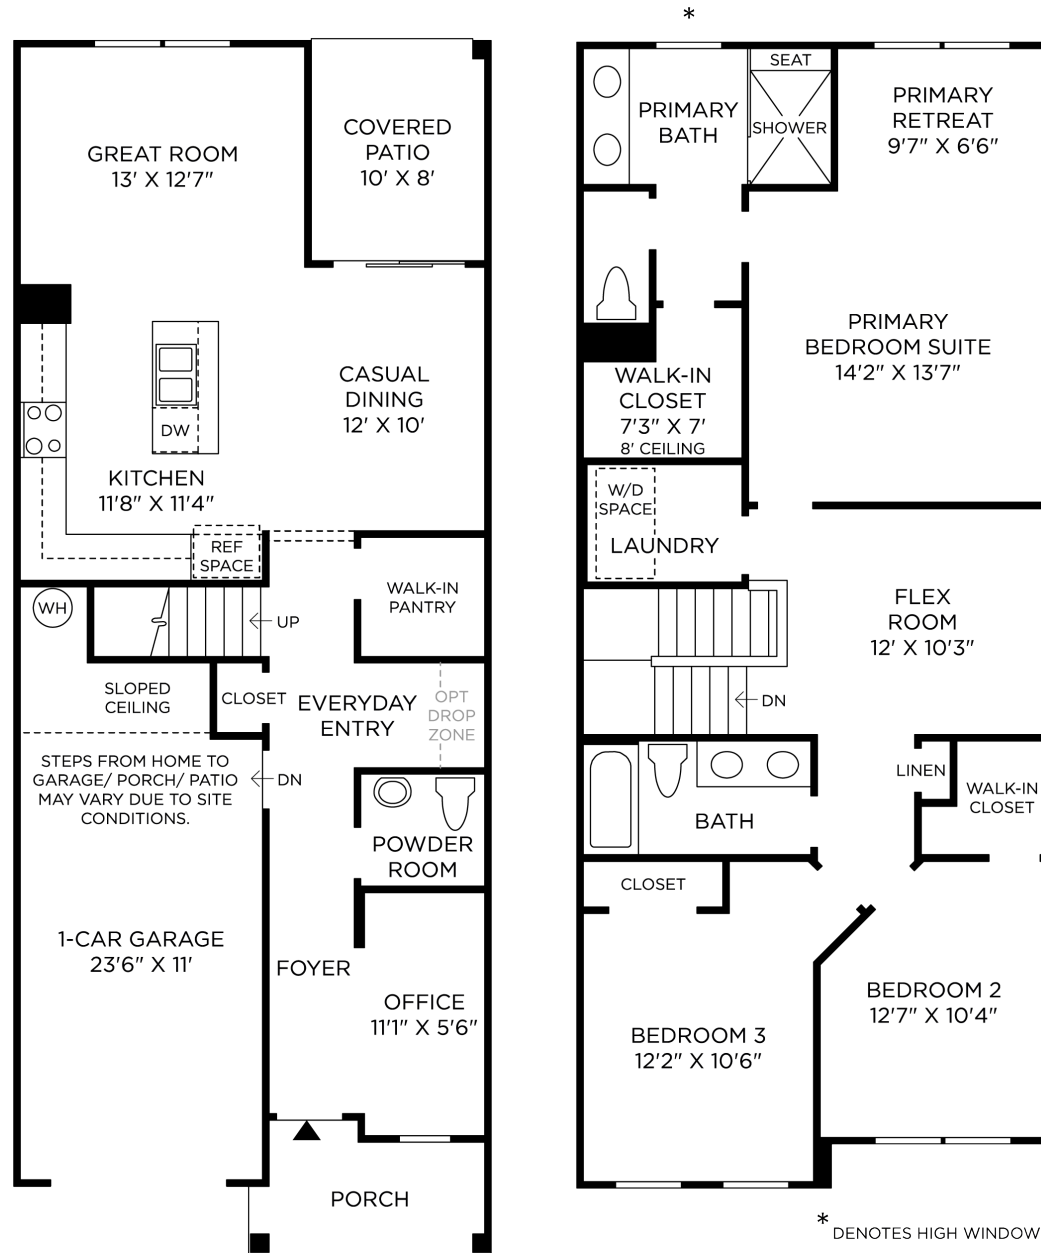 GREAT ROOM
13' X 12'7"
COVERED
PATIO
10' X 8'
CASUAL
DINING
12' X 10'
DW
KITCHEN
11'8" X 11'4"
REF
SPACE
WALK-IN
PANTRY
WH
UP
SLOPED
CEILING
CLOSET
EVERYDAY
ENTRY
OPT
DROP
ZONE
STEPS FROM HOME TO
GARAGE/ PORCH/ PATIO
MAY VARY DUE TO SITE
CONDITIONS.
DN
POWDER
ROOM
1-CAR GARAGE
23'6" X 11'
FOYER
OFFICE
11'1" X 5'6"
PORCH
*
SEAT
PRIMARY
BATH
SHOWER
PRIMARY
RETREAT
9'7" X 6'6"
PRIMARY
BEDROOM SUITE
14'2" X 13'7"
WALK-IN
CLOSET
7'3" X 7'
8' CEILING
W/D
SPACE
LAUNDRY
FLEX
ROOM
12' X 10'3"
DN
LINEN
WALK-IN
CLOSET
BATH
CLOSET
BEDROOM 2
12'7" X 10'4"
BEDROOM 3
12'2" X 10'6"
* DENOTES HIGH WINDOW